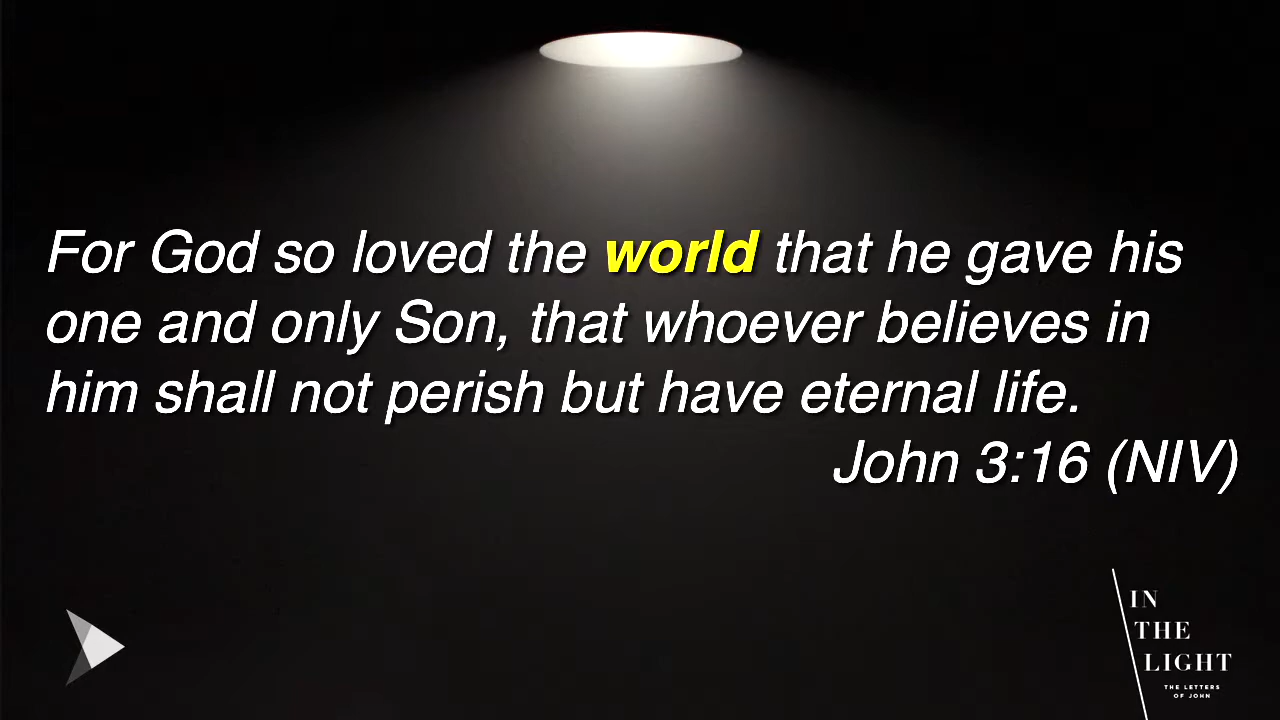 For God so loved the world that he gave his
one and only Son, that whoever believes in
him shall not perish but have eternal life.
John 3:16 (NIV)
IN
THE
LIGHT
THE LETTERS
OF JOHN